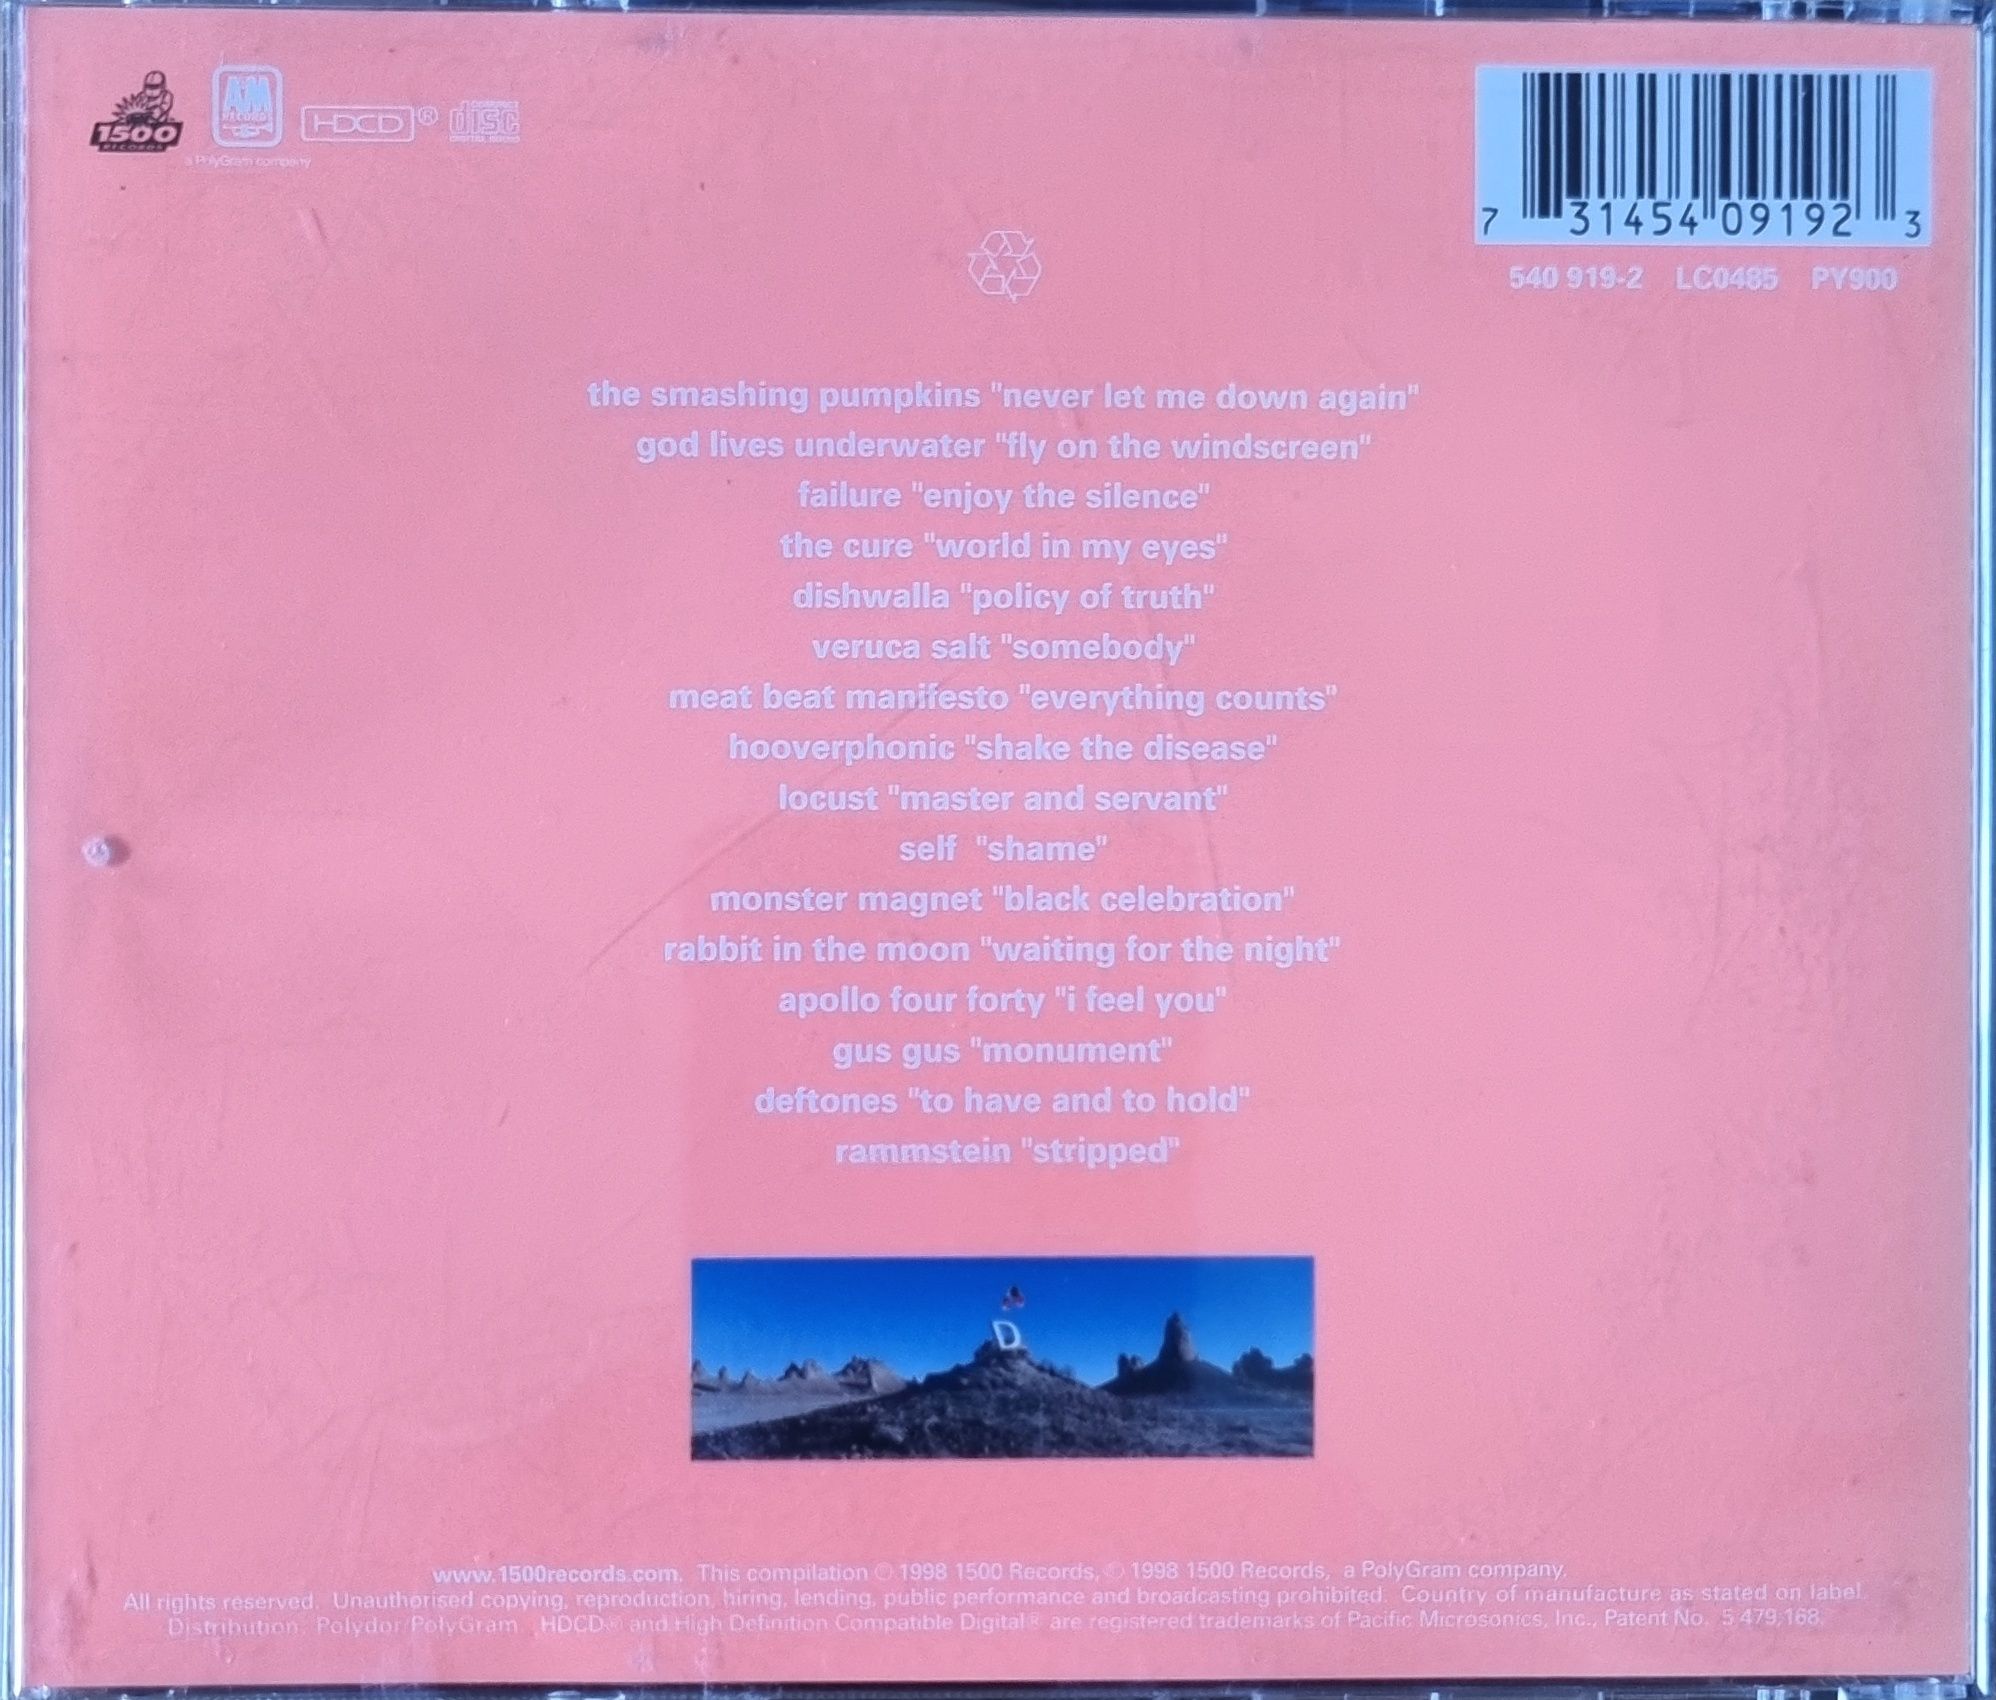 1500
RECORDS
A&M
RECORDS
a PolyGram company
HDCD®
COMPACT
disc
DIGITAL AUDIO
7 31454 09192 3
540 919-2 LC0485 PY900
the smashing pumpkins "never let me down again"
god lives underwater "fly on the windscreen"
failure "enjoy the silence"
the cure "world in my eyes"
dishwalla "policy of truth"
veruca salt "somebody"
meat beat manifesto "everything counts"
hooverphonic "shake the disease"
locust "master and servant"
self "shame"
monster magnet "black celebration"
rabbit in the moon "waiting for the night"
apollo four forty "i feel you"
gus gus "monument"
deftones "to have and to hold"
rammstein "stripped"
D
www.1500records.com. This compilation ℗ 1998 1500 Records, © 1998 1500 Records, a PolyGram company.
All rights reserved. Unauthorised copying, reproduction, hiring, lending, public performance and broadcasting prohibited. Country of manufacture as stated on label.
Distribution: Polydor/PolyGram. HDCD® and High Definition Compatible Digital® are registered trademarks of Pacific Microsonics, Inc., Patent No. 5,479,168.